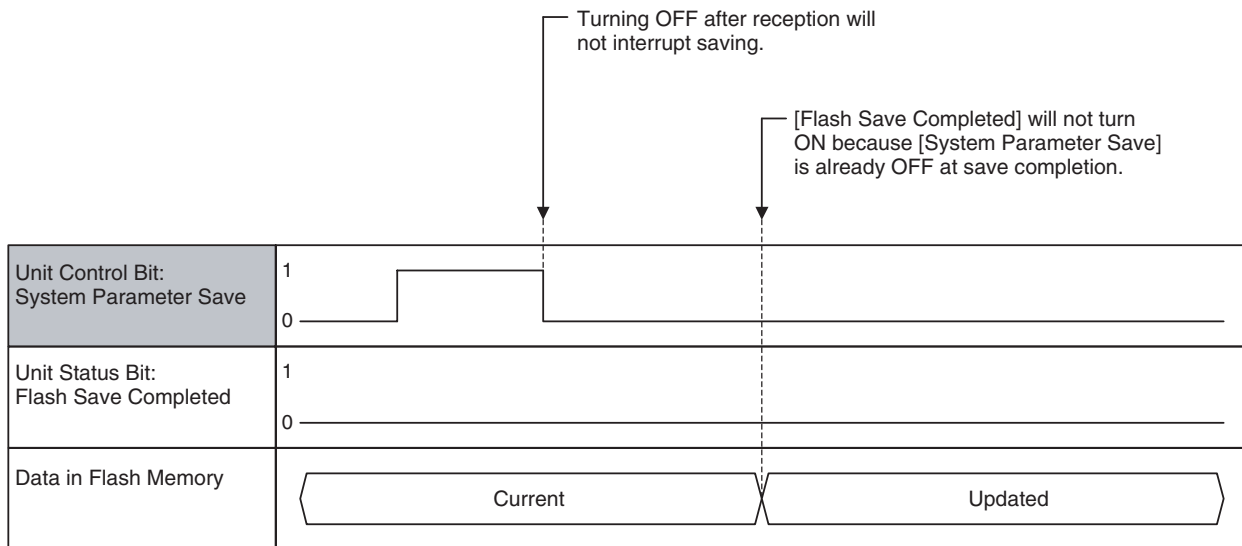 Turning OFF after reception will
not interrupt saving.
[Flash Save Completed] will not turn
ON because [System Parameter Save]
is already OFF at save completion.
Unit Control Bit:
System Parameter Save
1
0
Unit Status Bit:
Flash Save Completed
1
0
Data in Flash Memory
Current
Updated